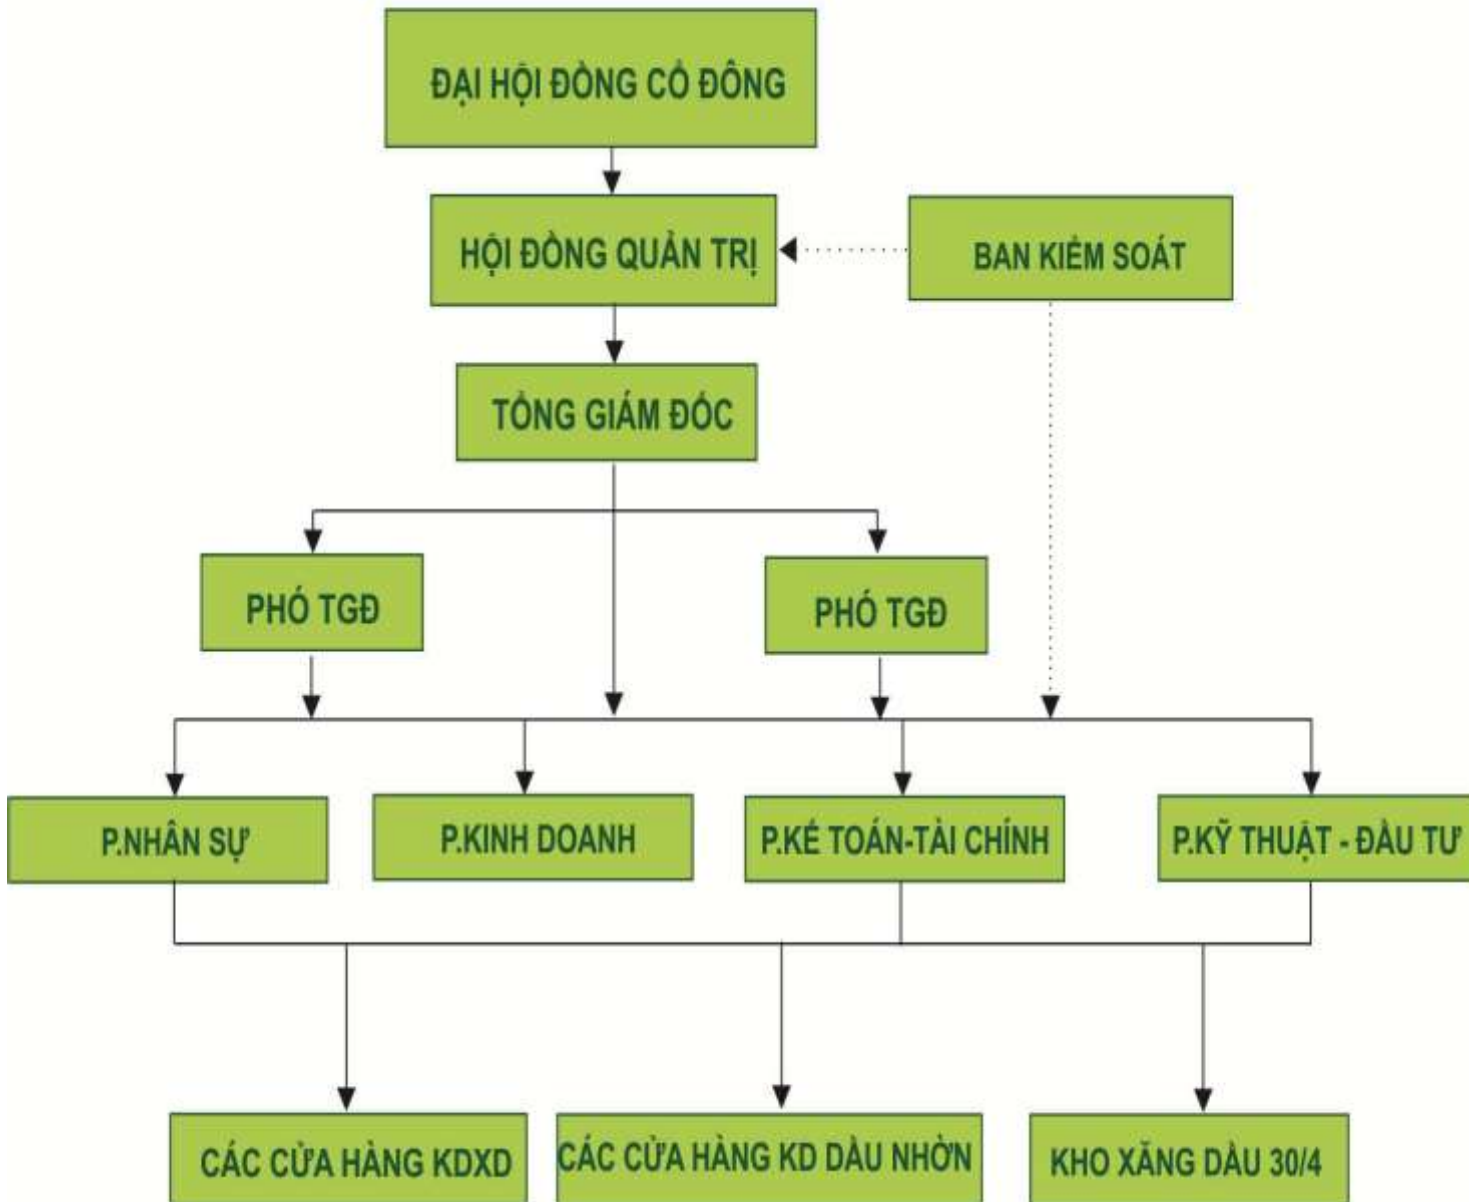 ĐẠI HỘI ĐỒNG CỔ ĐÔNG
HỘI ĐỒNG QUẢN TRỊ
BAN KIỂM SOÁT
TỔNG GIÁM ĐỐC
PHÓ TGĐ
PHÓ TGĐ
P.NHÂN SỰ
P.KINH DOANH
P.KẾ TOÁN-TÀI CHÍNH
P.KỸ THUẬT - ĐẦU TƯ
CÁC CỬA HÀNG KDXD
CÁC CỬA HÀNG KD DẦU NHỜN
KHO XĂNG DẦU 30/4